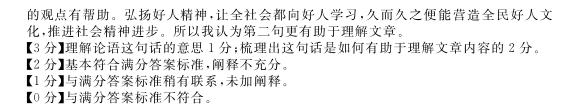 的观点有帮助。弘扬好人精神,让全社会都向好人学习,久而久之便能营造全民好人文
化,推进社会精神进步。所以我认为第二句更有助于理解文章。
【3分】理解论语这句话的意思1分;梳理出这句话是如何有助于理解文章内容的2分。
【2分】基本符合满分答案标准,阐释不充分。
【1分】与满分答案标准稍有联系,未加阐释。
【0分】与满分答案标准不符合。